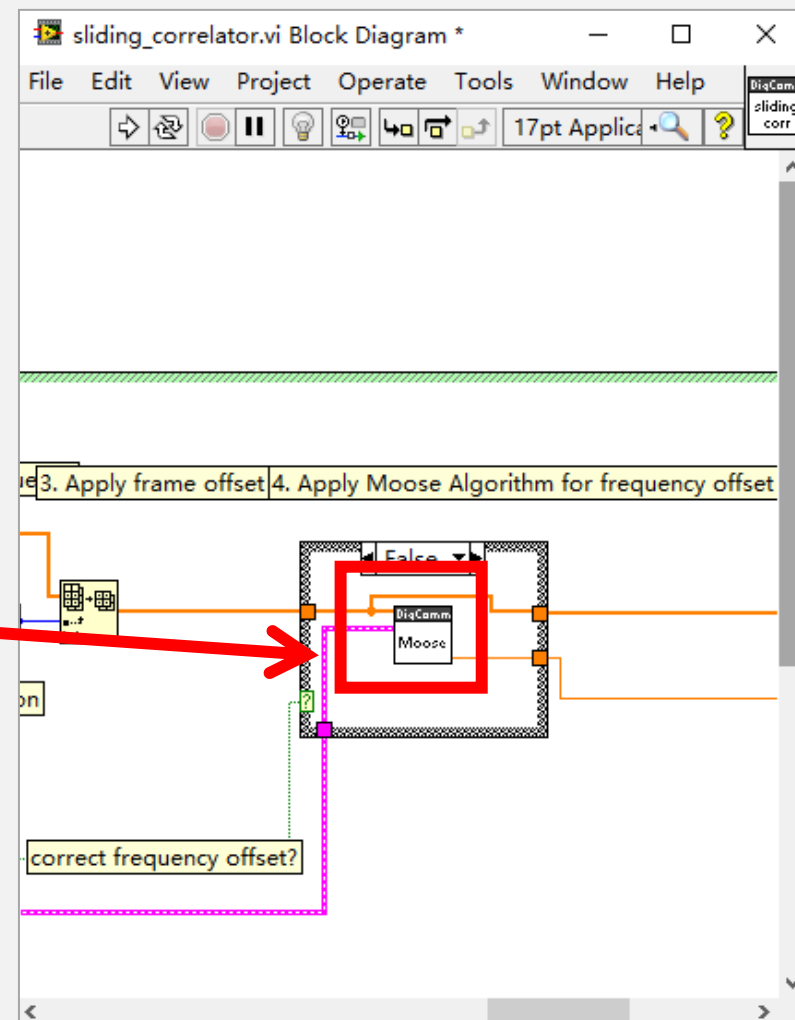 sliding_correlator.vi Block Diagram *
File Edit View Project Operate Tools Window Help
DigCom
sliding
corr
17pt Applica
3. Apply frame offset 4. Apply Moose Algorithm for frequency offset
False
DigComm
Moose
?
on
correct frequency offset?